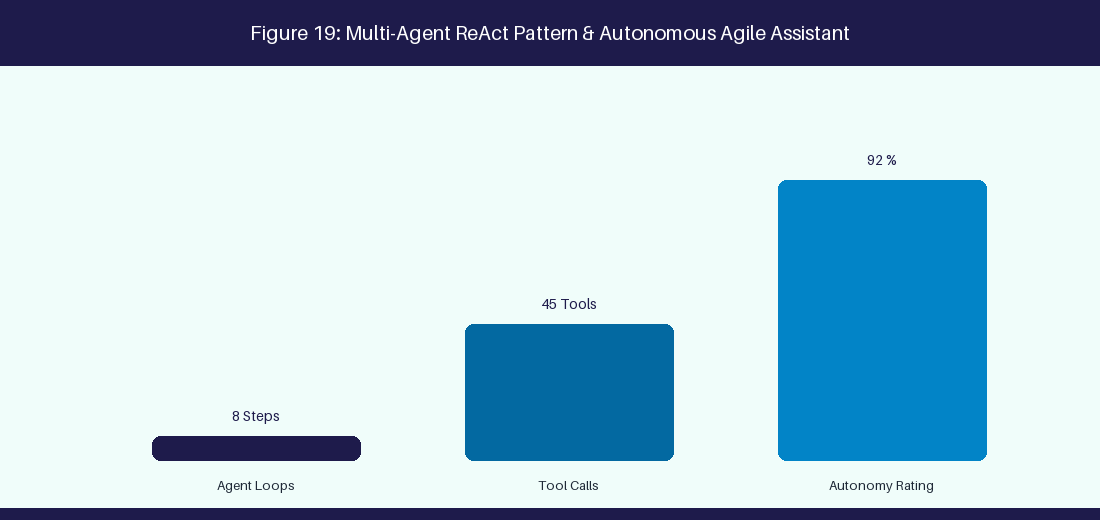 Figure 19: Multi-Agent ReAct Pattern & Autonomous Agile Assistant
92 %
45 Tools
8 Steps
Agent Loops
Tool Calls
Autonomy Rating